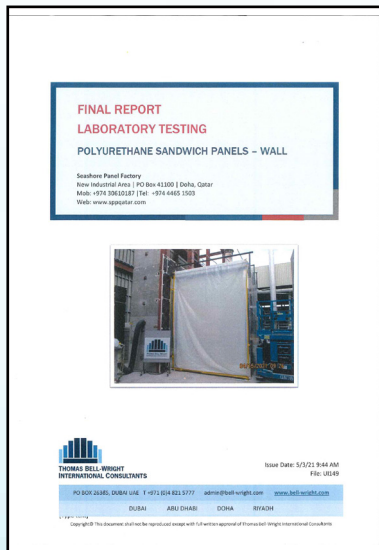 FINAL REPORT
LABORATORY TESTING
POLYURETHANE SANDWICH PANELS – WALL
Seashore Panel Factory
New Industrial Area | PO Box 41100 | Doha, Qatar
Mob: +974 30610187 |Tel: +974 4465 1503
Web: www.sppqatar.com
THOMAS BELL-WRIGHT
INTERNATIONAL CONSULTANTS
Issue Date: 5/3/21 9:44 AM
File: UI149
PO BOX 26385, DUBAI UAE T +971 (0)4 821 5777 admin@bell-wright.com www.bell-wright.com
DUBAI ABU DHABI DOHA RIYADH
Copyright© This document shall not be reproduced except with full written approval of Thomas Bell-Wright International Consultants